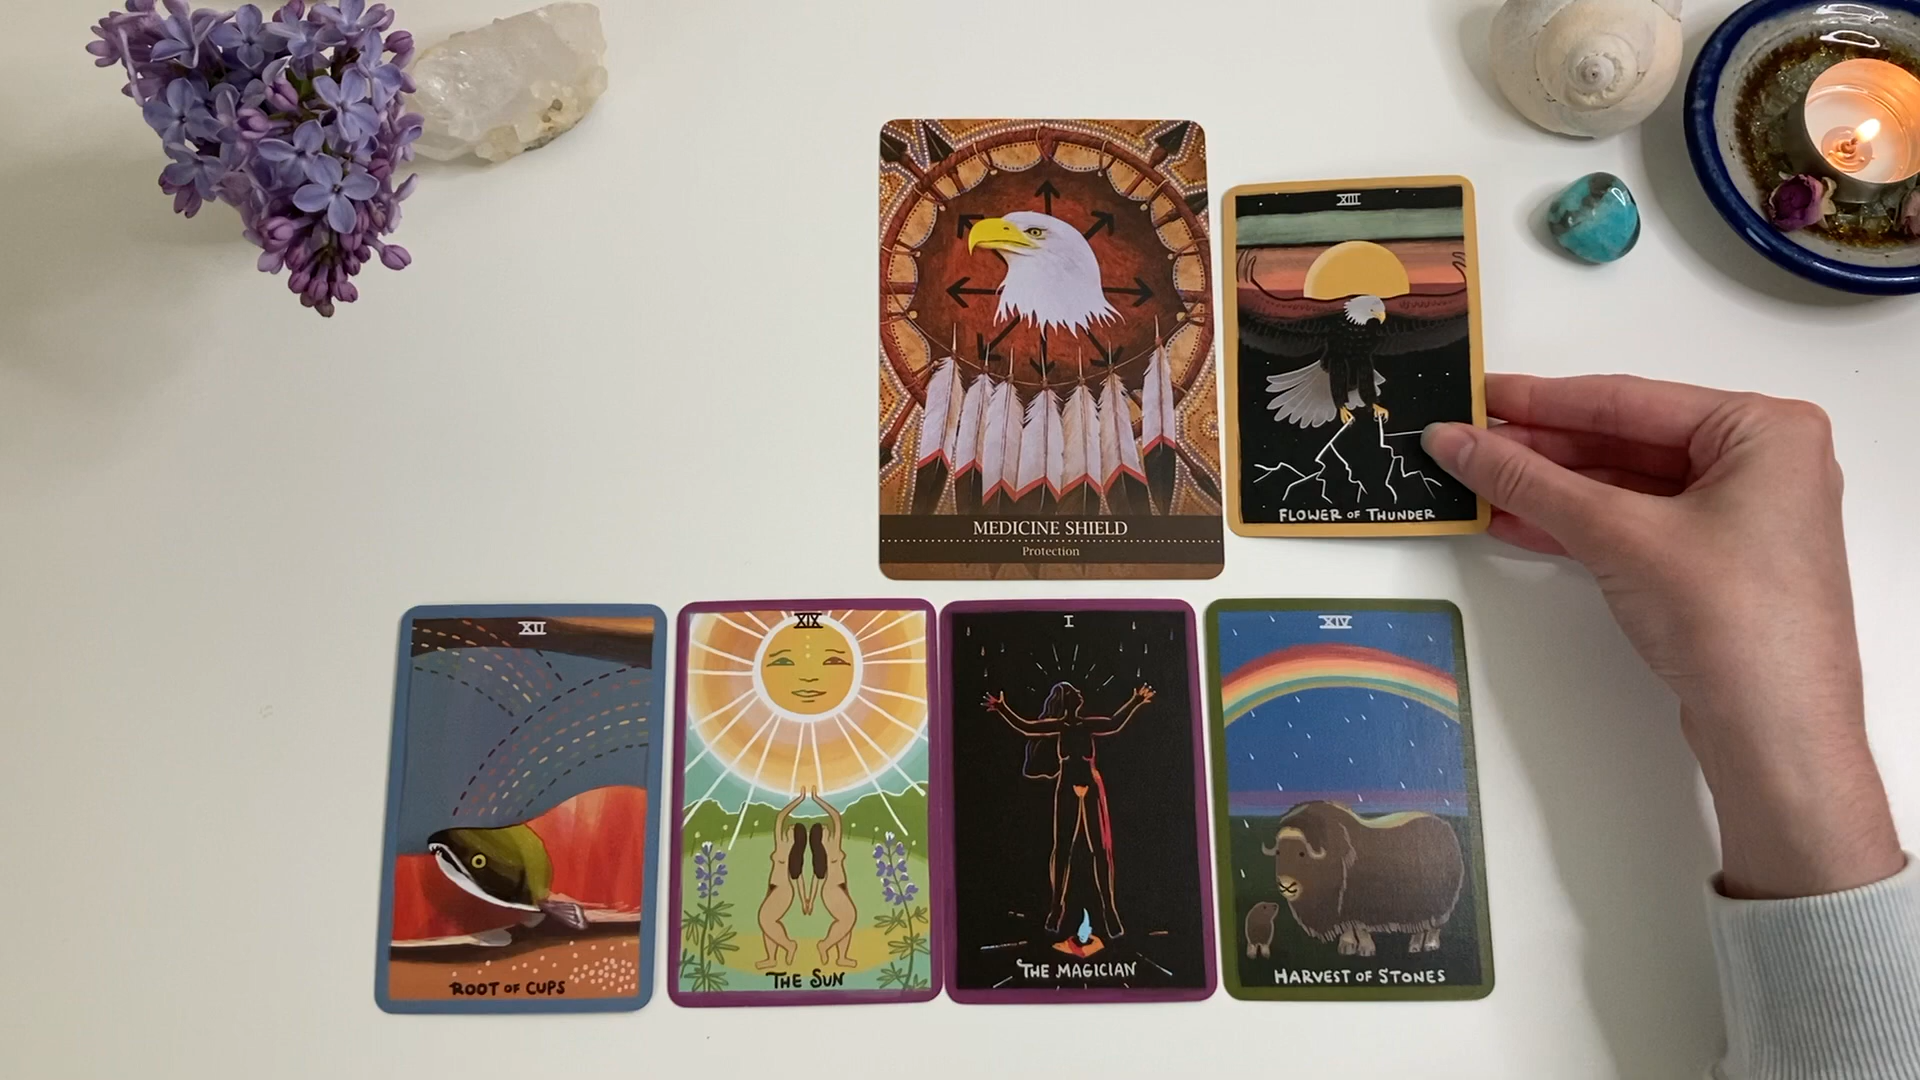 MEDICINE SHIELD
Protection
XIII
FLOWER OF THUNDER
XII
ROOT OF CUPS
XIX
THE SUN
I
THE MAGICIAN
XIV
HARVEST OF STONES